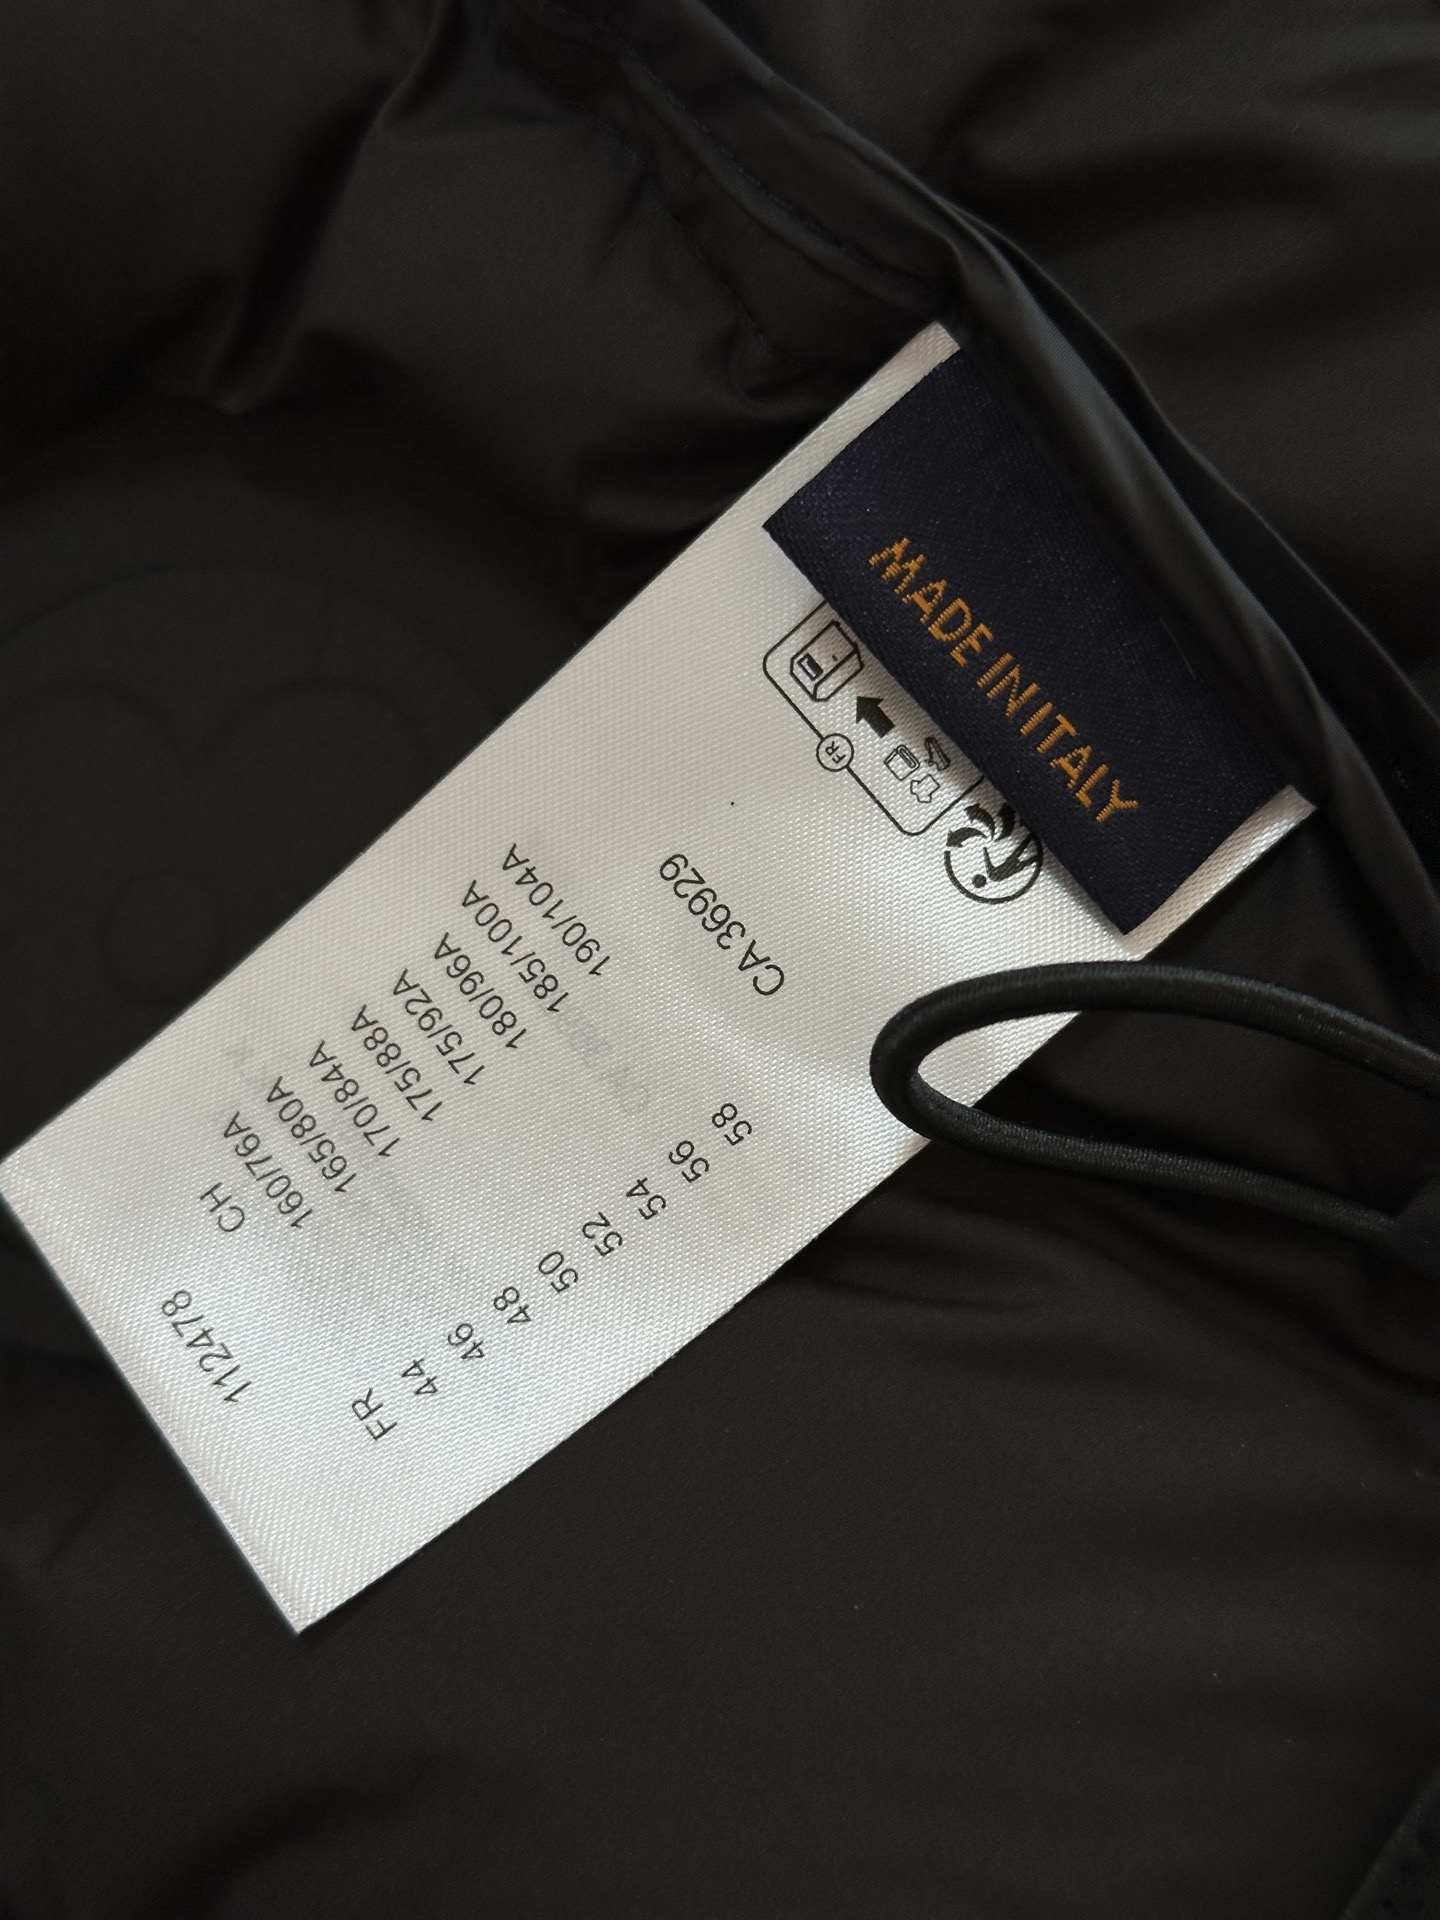 112478
FR CH
44 160/76A
46 165/80A
48 170/84A
50 175/88A
52 175/92A
54 180/96A
56 185/100A
58 190/104A
CA 36929
FR
MADE IN ITALY